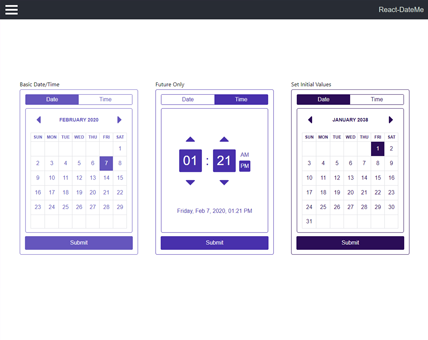 React-DateMe
Basic Date/Time
Date Time
FEBRUARY 2020
SUN MON TUE WED THU FRI SAT
1
2 3 4 5 6 7 8
9 10 11 12 13 14 15
16 17 18 19 20 21 22
23 24 25 26 27 28 29
Submit
Future Only
Date Time
01 : 21 AM PM
Friday, Feb 7, 2020, 01:21 PM
Submit
Set Initial Values
Date Time
JANUARY 2038
SUN MON TUE WED THU FRI SAT
1 2
3 4 5 6 7 8 9
10 11 12 13 14 15 16
17 18 19 20 21 22 23
24 25 26 27 28 29 30
31
Submit